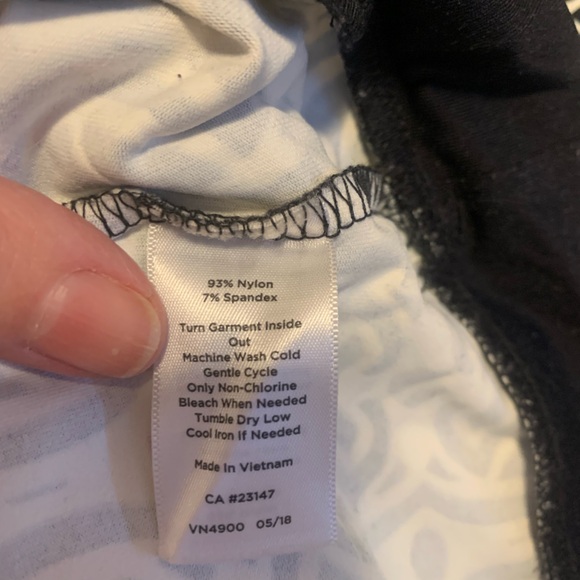 93% Nylon
7% Spandex
Turn Garment Inside
Out
Machine Wash Cold
Gentle Cycle
Only Non-Chlorine
Bleach When Needed
Tumble Dry Low
Cool Iron If Needed
Made In Vietnam
CA #23147
VN4900 05/18